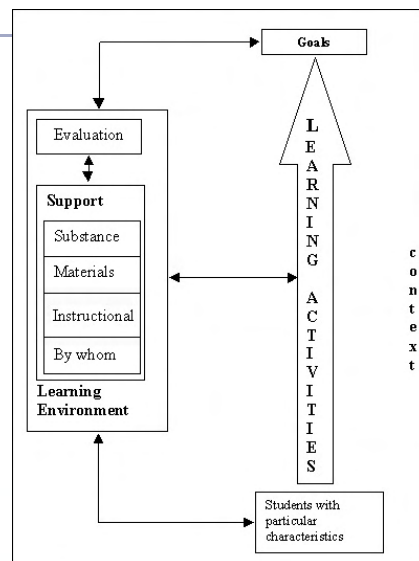 Goals
Evaluation
Support
Substance
Materials
Instructional
By whom
Learning
Environment
LEARNING ACTIVITIES
context
Students with
particular
characteristics